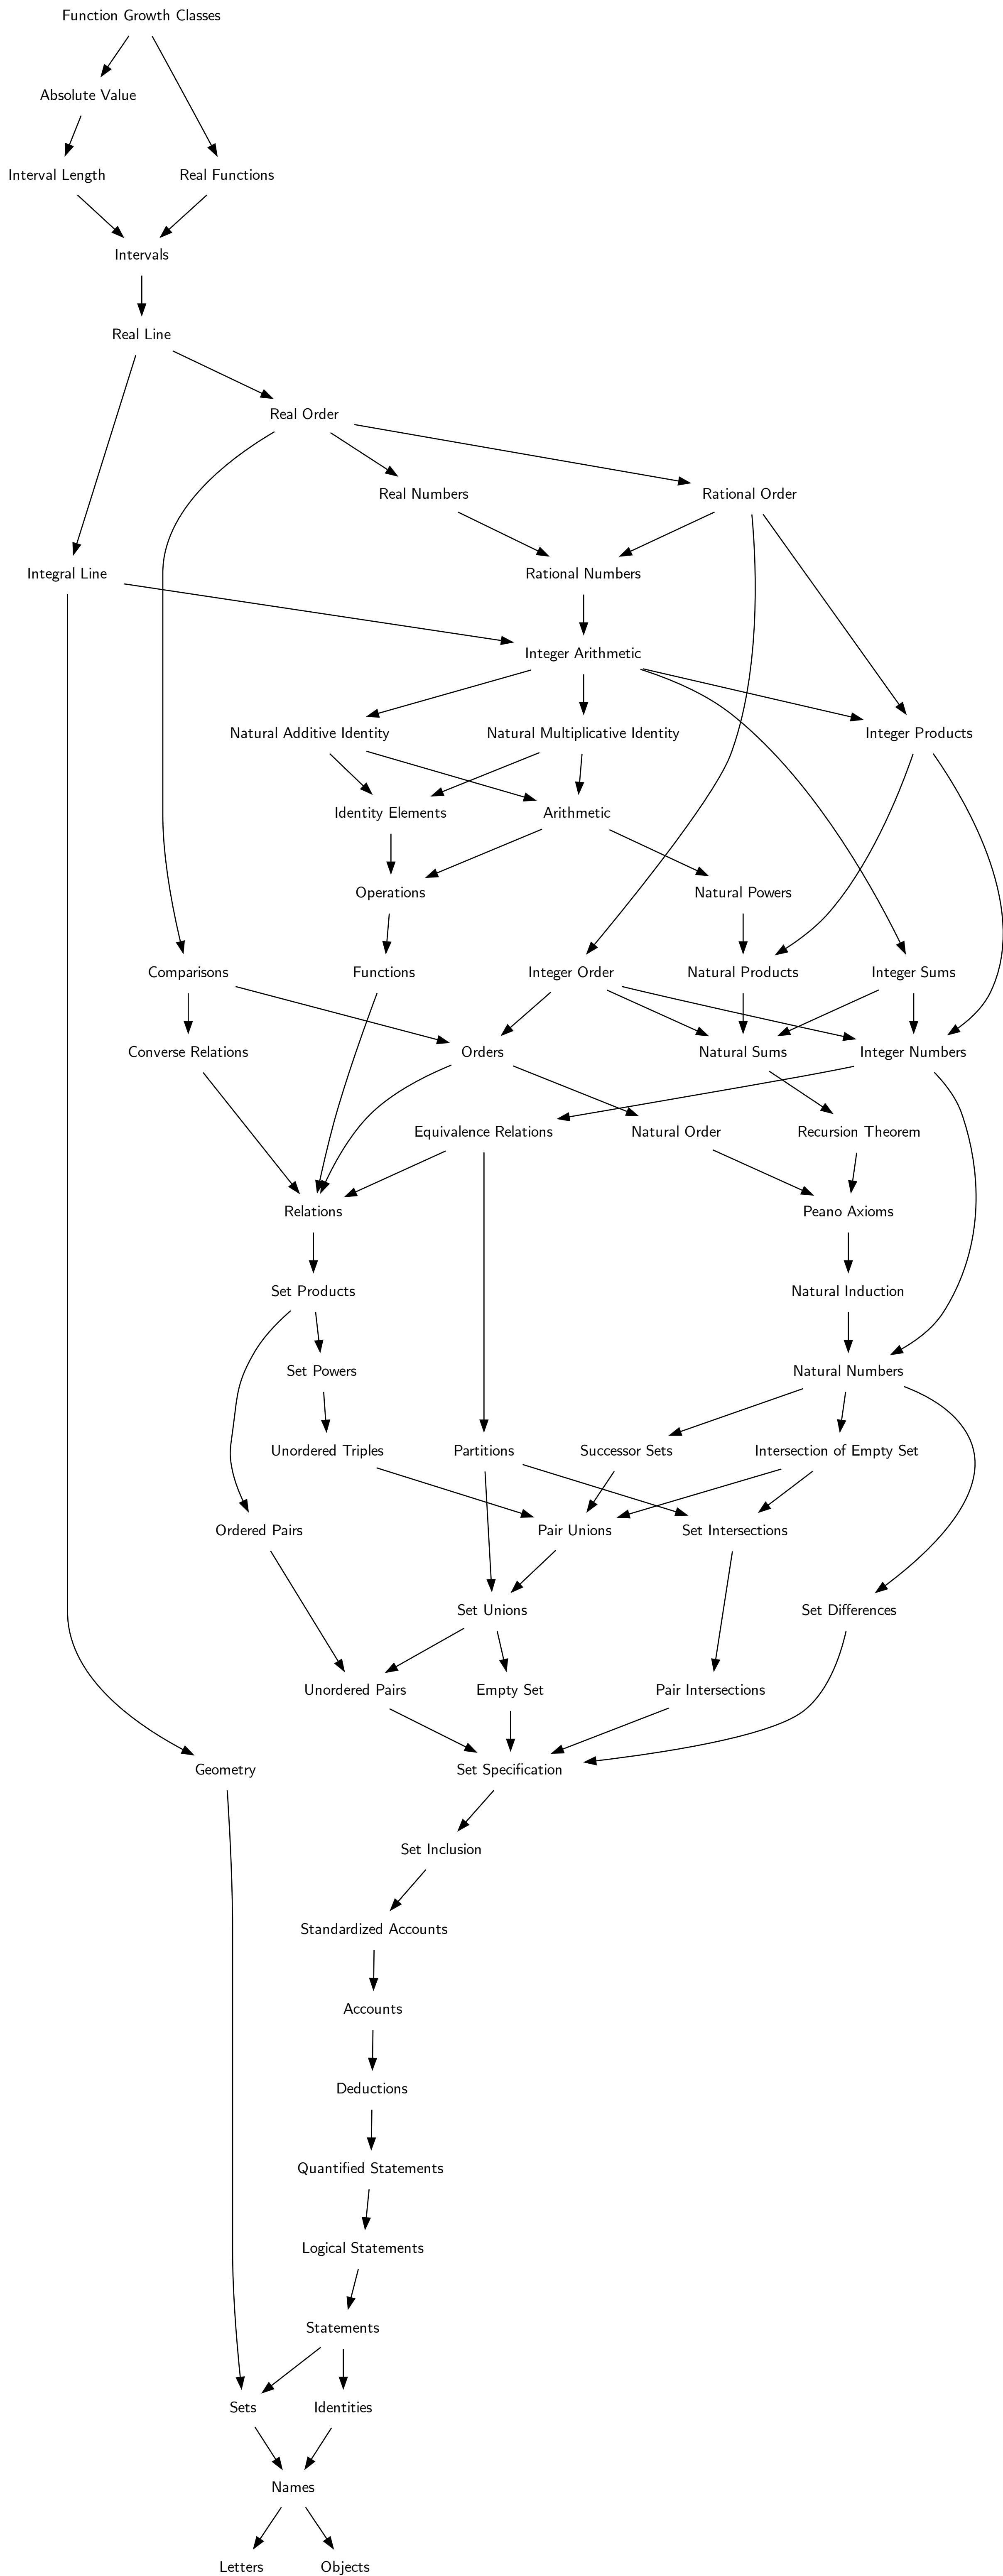 Function Growth Classes
Absolute Value
Interval Length
Real Functions
Intervals
Real Line
Real Order
Real Numbers
Rational Order
Integral Line
Rational Numbers
Integer Arithmetic
Natural Additive Identity
Natural Multiplicative Identity
Integer Products
Identity Elements
Arithmetic
Operations
Natural Powers
Comparisons
Functions
Integer Order
Natural Products
Integer Sums
Converse Relations
Orders
Natural Sums
Integer Numbers
Equivalence Relations
Natural Order
Recursion Theorem
Relations
Peano Axioms
Set Products
Natural Induction
Set Powers
Natural Numbers
Unordered Triples
Partitions
Successor Sets
Intersection of Empty Set
Ordered Pairs
Pair Unions
Set Intersections
Set Unions
Set Differences
Unordered Pairs
Empty Set
Pair Intersections
Geometry
Set Specification
Set Inclusion
Standardized Accounts
Accounts
Deductions
Quantified Statements
Logical Statements
Statements
Sets
Identities
Names
Letters
Objects